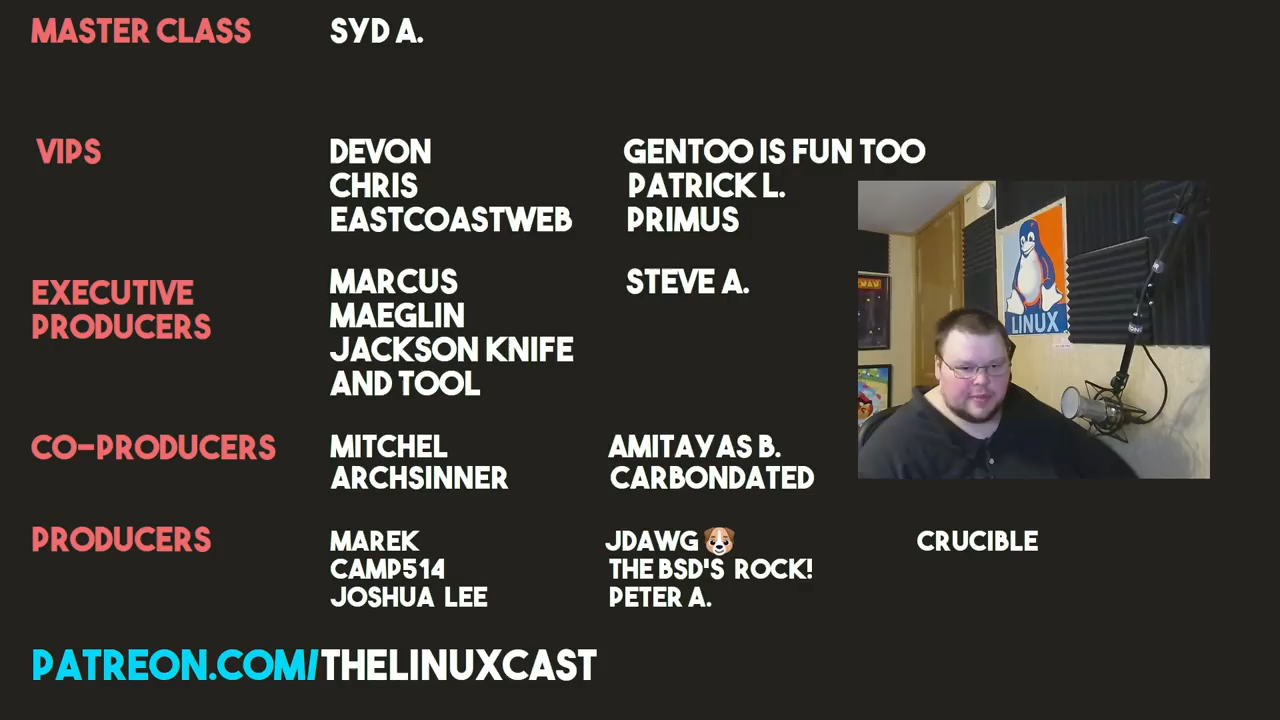 MASTER CLASS SYD A.
VIPS DEVON GENTOO IS FUN TOO
CHRIS PATRICK L.
EASTCOASTWEB PRIMUS
EXECUTIVE PRODUCERS
MARCUS STEVE A.
MAEGLIN
JACKSON KNIFE
AND TOOL
CO-PRODUCERS MITCHEL AMITAYAS B.
ARCHSINNER CARBONDATED
PRODUCERS MAREK JDAWG🐶 CRUCIBLE
CAMP514 THE BSD'S ROCK!
JOSHUA LEE PETER A.
PATREON.COM/THELINUXCAST
LINUX